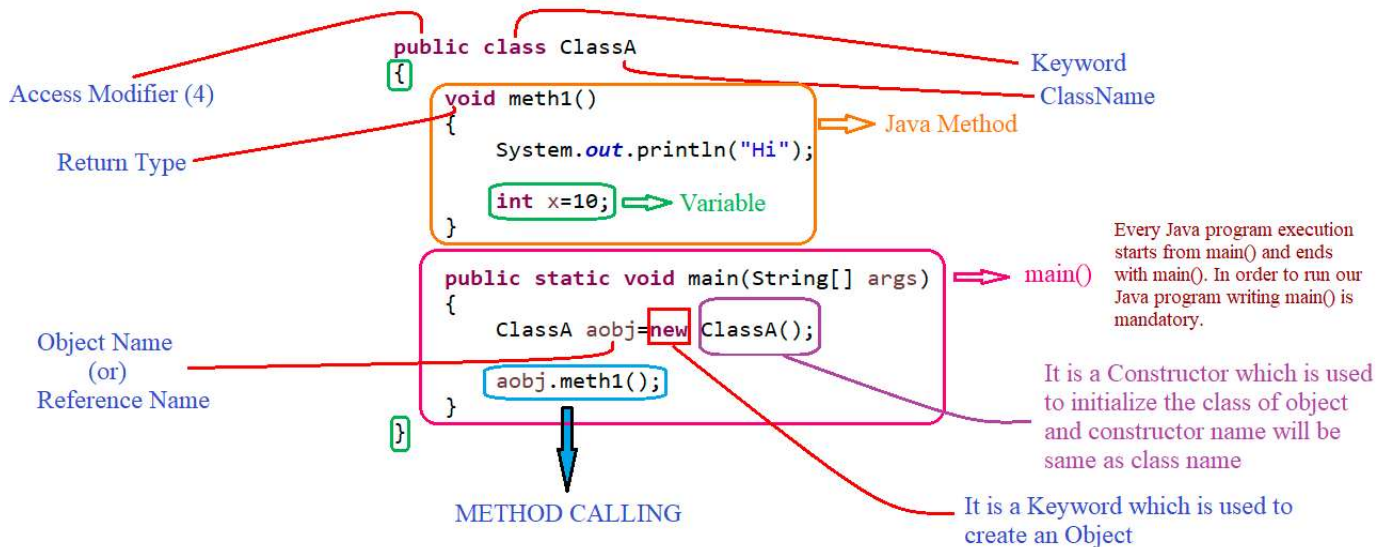 public class ClassA
{
Access Modifier (4)
Keyword
ClassName
void meth1()
{
System.out.println("Hi");
int x=10;
}
Return Type
Java Method
Variable
public static void main(String[] args)
{
ClassA aobj=new ClassA();
aobj.meth1();
}
}
main()
Every Java program execution
starts from main() and ends
with main(). In order to run our
Java program writing main() is
mandatory.
Object Name
(or)
Reference Name
It is a Constructor which is used
to initialize the class of object
and constructor name will be
same as class name
METHOD CALLING
It is a Keyword which is used to
create an Object